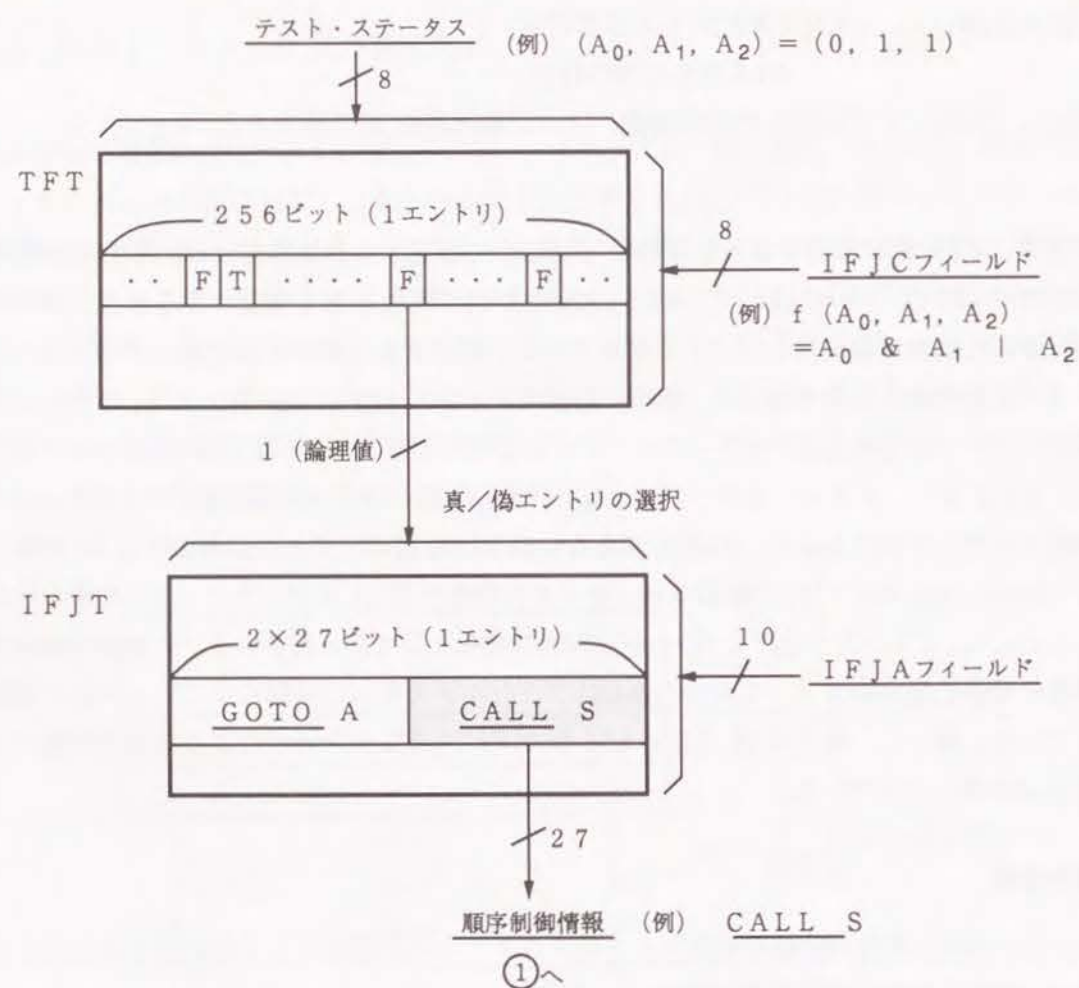 テスト・ステータス (例) (A₀, A₁, A₂) = (0, 1, 1)
8
TFT
256ビット (1エントリ)
・・ F T ・・・・ F ・・・ F ・・
8
IFJCフィールド
(例) f (A₀, A₁, A₂)
=A₀ & A₁ | A₂
1 (論理値)
真/偽エントリの選択
IFJT
2×27ビット (1エントリ)
10
IFJAフィールド
GOTO A CALL S
27
順序制御情報 (例) CALL S
①へ